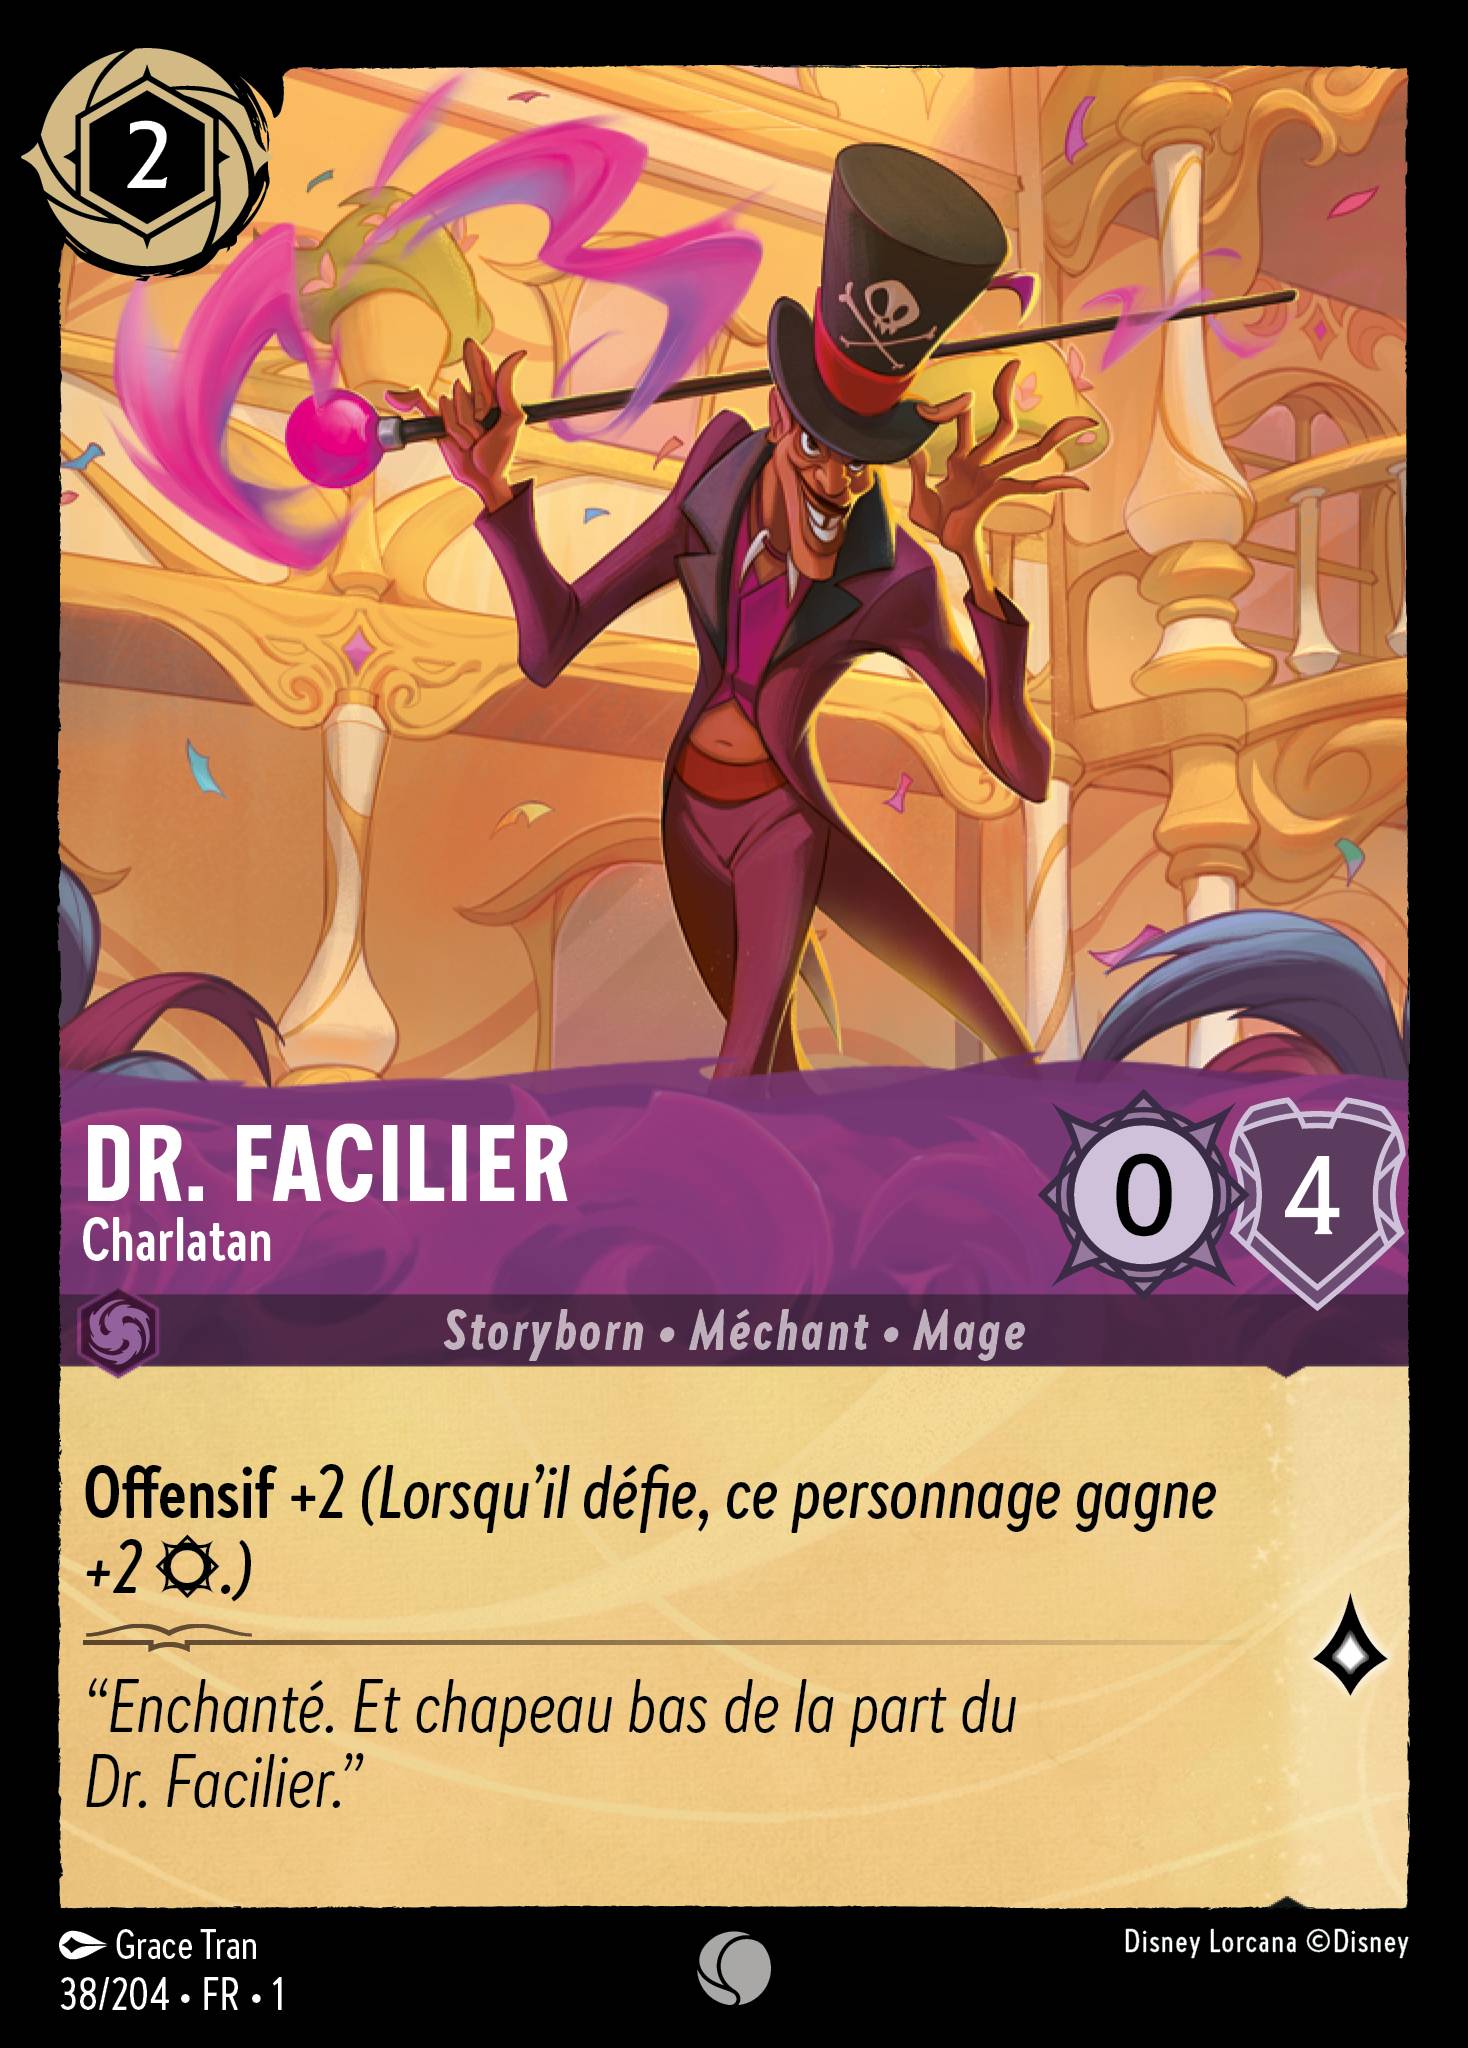 2
DR. FACILIER
Charlatan
0
4
Storyborn • Méchant • Mage
Offensif +2 (Lorsqu’il défie, ce personnage gagne
+2 .)
“Enchanté. Et chapeau bas de la part du
Dr. Facilier.”
Grace Tran
Disney Lorcana ©Disney
38/204 • FR • 1